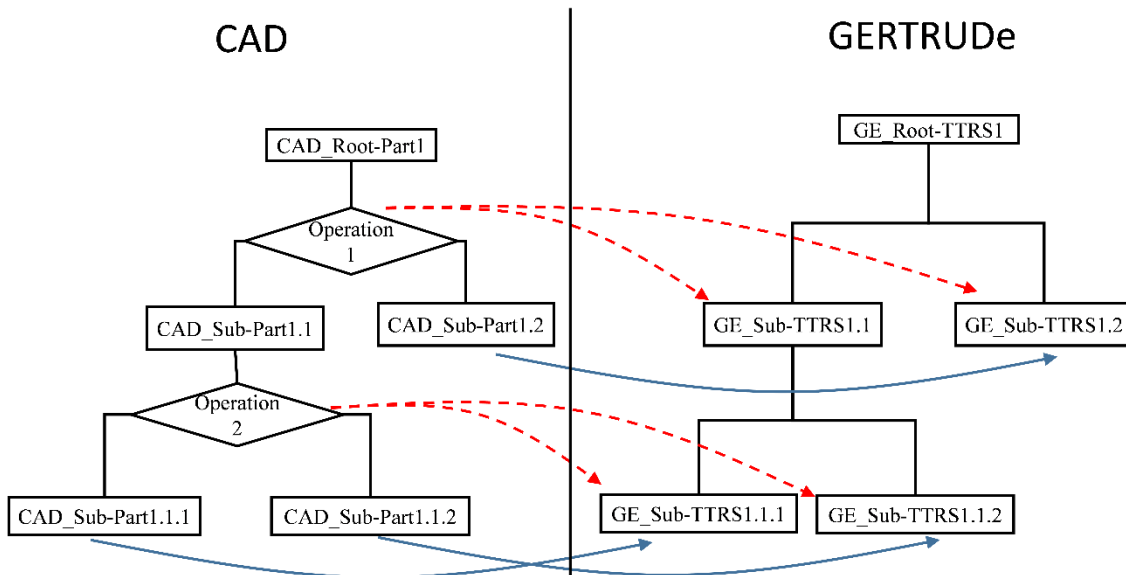 CAD
GERTRUDe
CAD_Root-Part1
GE_Root-TTRS1
Operation
1
CAD_Sub-Part1.1
CAD_Sub-Part1.2
GE_Sub-TTRS1.1
GE_Sub-TTRS1.2
Operation
2
CAD_Sub-Part1.1.1
CAD_Sub-Part1.1.2
GE_Sub-TTRS1.1.1
GE_Sub-TTRS1.1.2